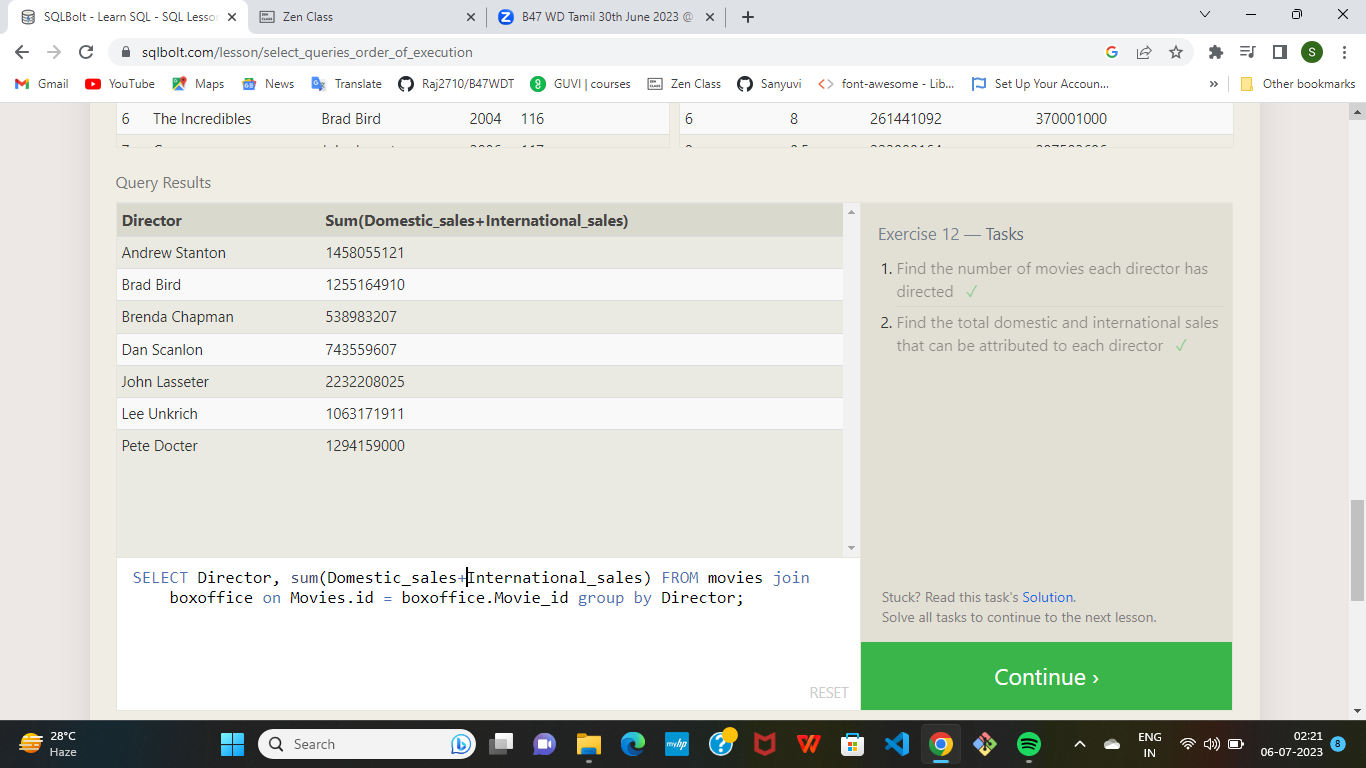 SQLBolt - Learn SQL - SQL Lesson
Zen Class
B47 WD Tamil 30th June 2023 @
sqlbolt.com/lesson/select_queries_order_of_execution
S
Gmail YouTube Maps News Translate Raj2710/B47WDT GUVI | courses Zen Class Sanyuvi font-awesome - Lib... Set Up Your Accoun... » Other bookmarks
6 The Incredibles Brad Bird 2004 116
6 8 261441092 370001000
Query Results
Director Sum(Domestic_sales+International_sales)
Andrew Stanton 1458055121
Brad Bird 1255164910
Brenda Chapman 538983207
Dan Scanlon 743559607
John Lasseter 2232208025
Lee Unkrich 1063171911
Pete Docter 1294159000
Exercise 12 — Tasks
1. Find the number of movies each director has
directed ✓
2. Find the total domestic and international sales
that can be attributed to each director ✓
SELECT Director, sum(Domestic_sales+International_sales) FROM movies join
boxoffice on Movies.id = boxoffice.Movie_id group by Director;
RESET
Stuck? Read this task's Solution.
Solve all tasks to continue to the next lesson.
Continue ›
28°C
Haze
Search
myhp
ENG
IN
02:21
06-07-2023
8